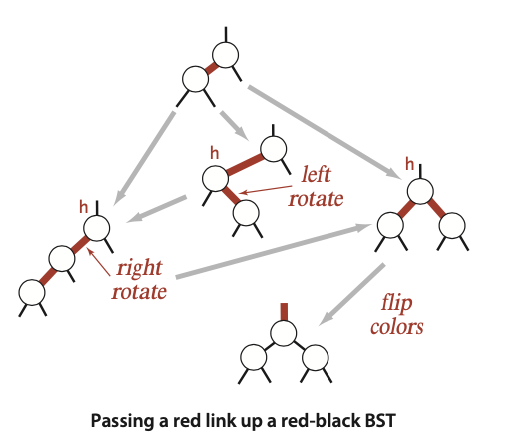 h
left
rotate
h
h
right
rotate
flip
colors
Passing a red link up a red-black BST